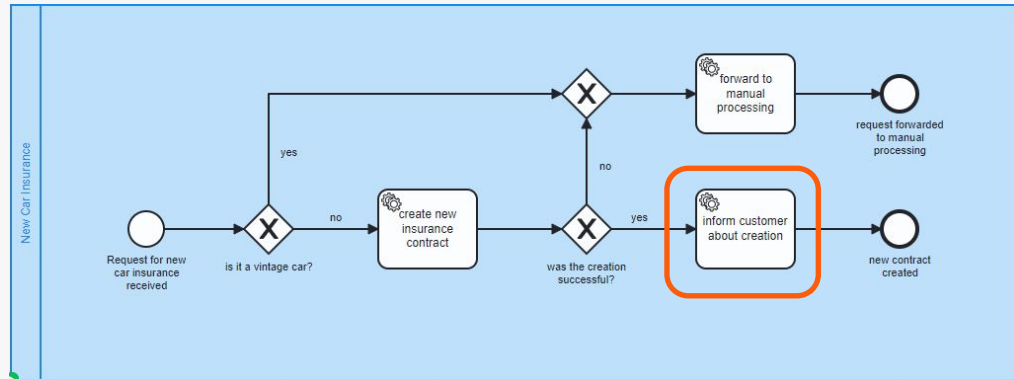 New Car Insurance
forward to
manual
processing
request forwarded
to manual
processing
yes
no
Request for new
car insurance
received
is it a vintage car?
no
create new
insurance
contract
was the creation
successful?
yes
inform customer
about creation
new contract
created